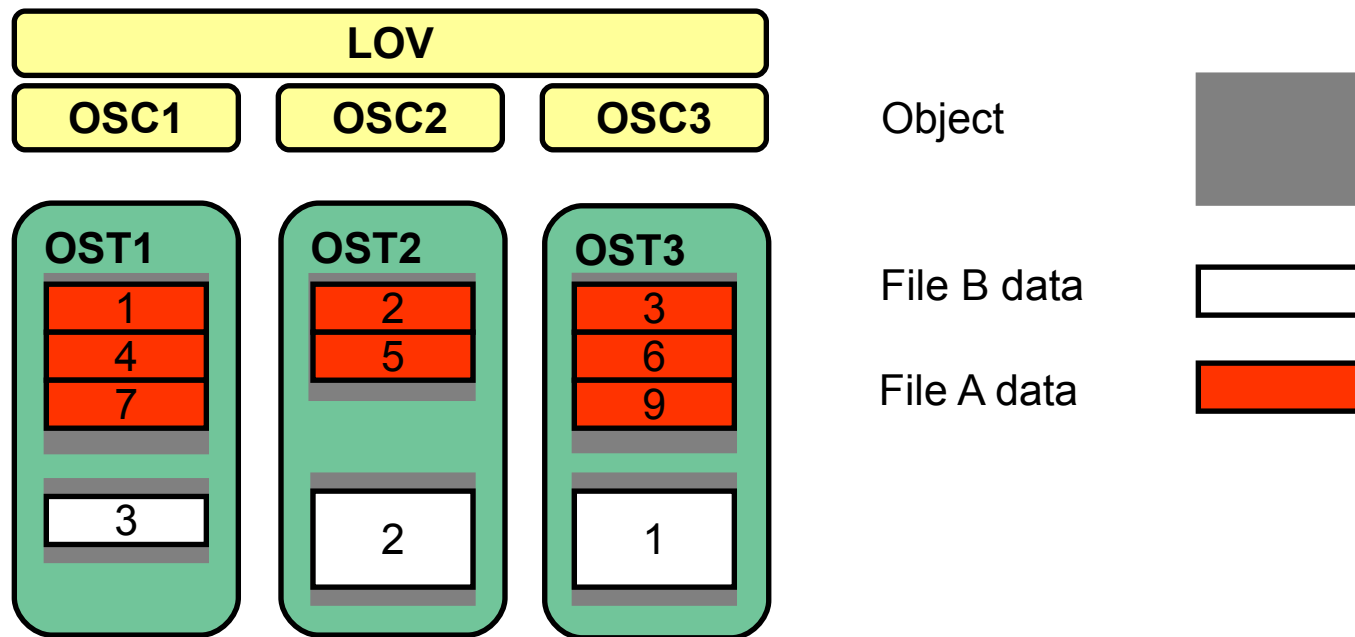 LOV
OSC1 OSC2 OSC3
OST1
1
4
7
3
OST2
2
5
2
OST3
3
6
9
1
Object
File B data
File A data